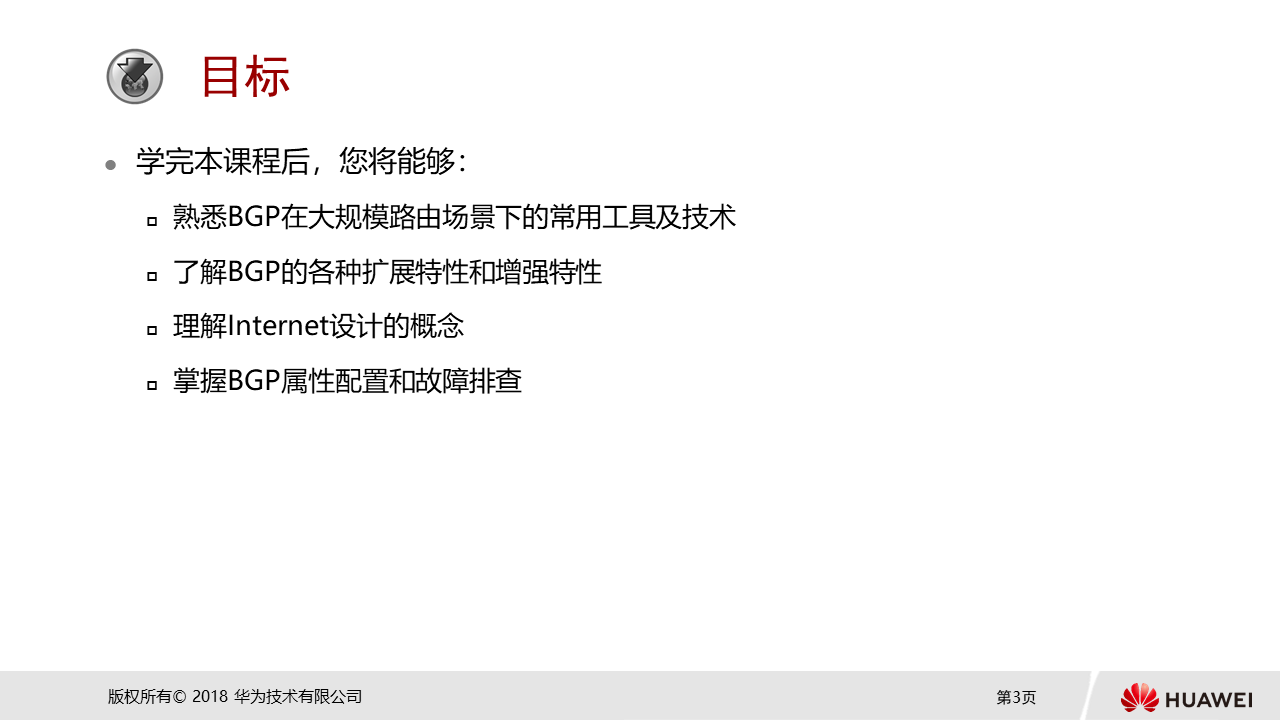 目标
学完本课程后，您将能够：
熟悉BGP在大规模路由场景下的常用工具及技术
了解BGP的各种扩展特性和增强特性
理解Internet设计的概念
掌握BGP属性配置和故障排查
版权所有© 2018 华为技术有限公司
第3页
HUAWEI